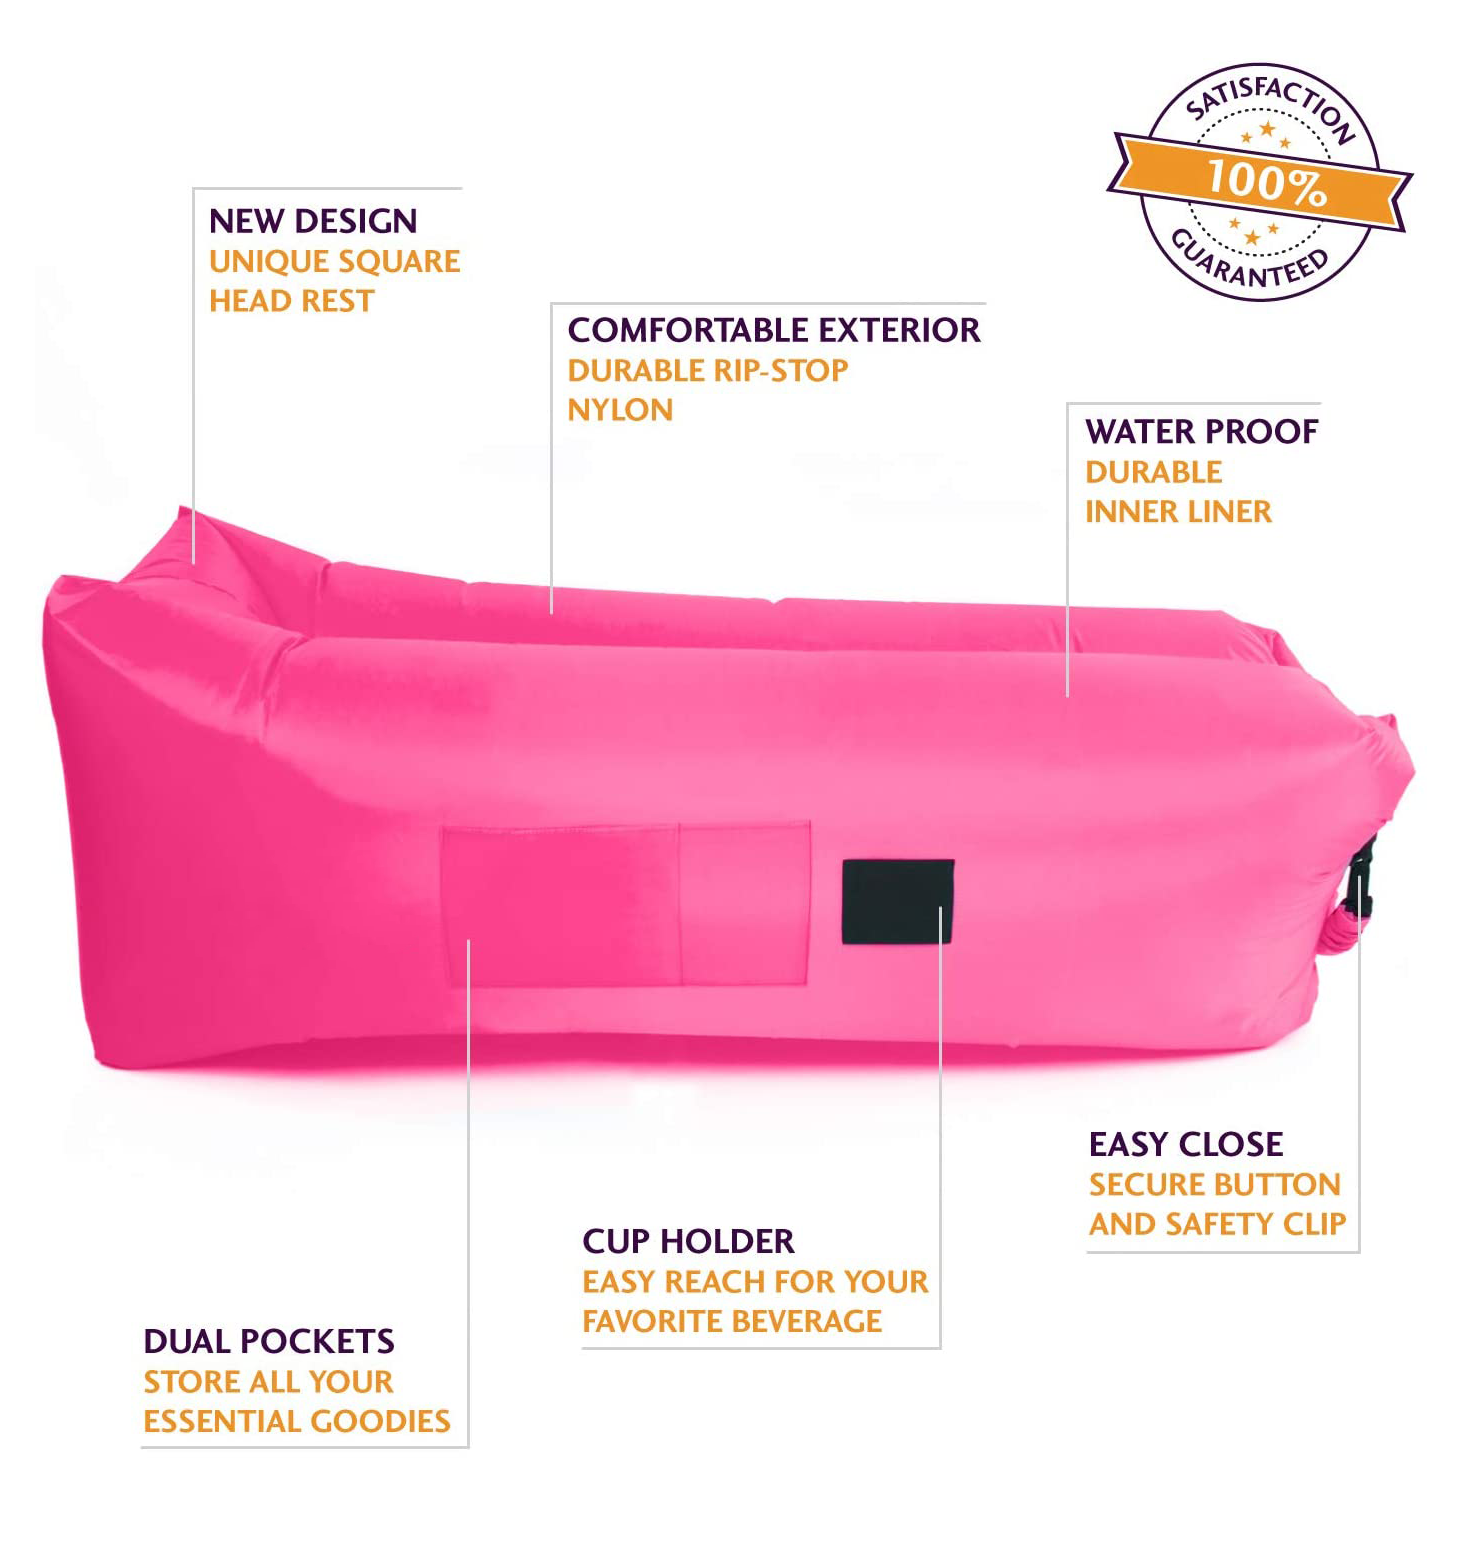 SATISFACTION
100%
GUARANTEED
NEW DESIGN
UNIQUE SQUARE
HEAD REST
COMFORTABLE EXTERIOR
DURABLE RIP-STOP
NYLON
WATER PROOF
DURABLE
INNER LINER
EASY CLOSE
SECURE BUTTON
AND SAFETY CLIP
CUP HOLDER
EASY REACH FOR YOUR
FAVORITE BEVERAGE
DUAL POCKETS
STORE ALL YOUR
ESSENTIAL GOODIES